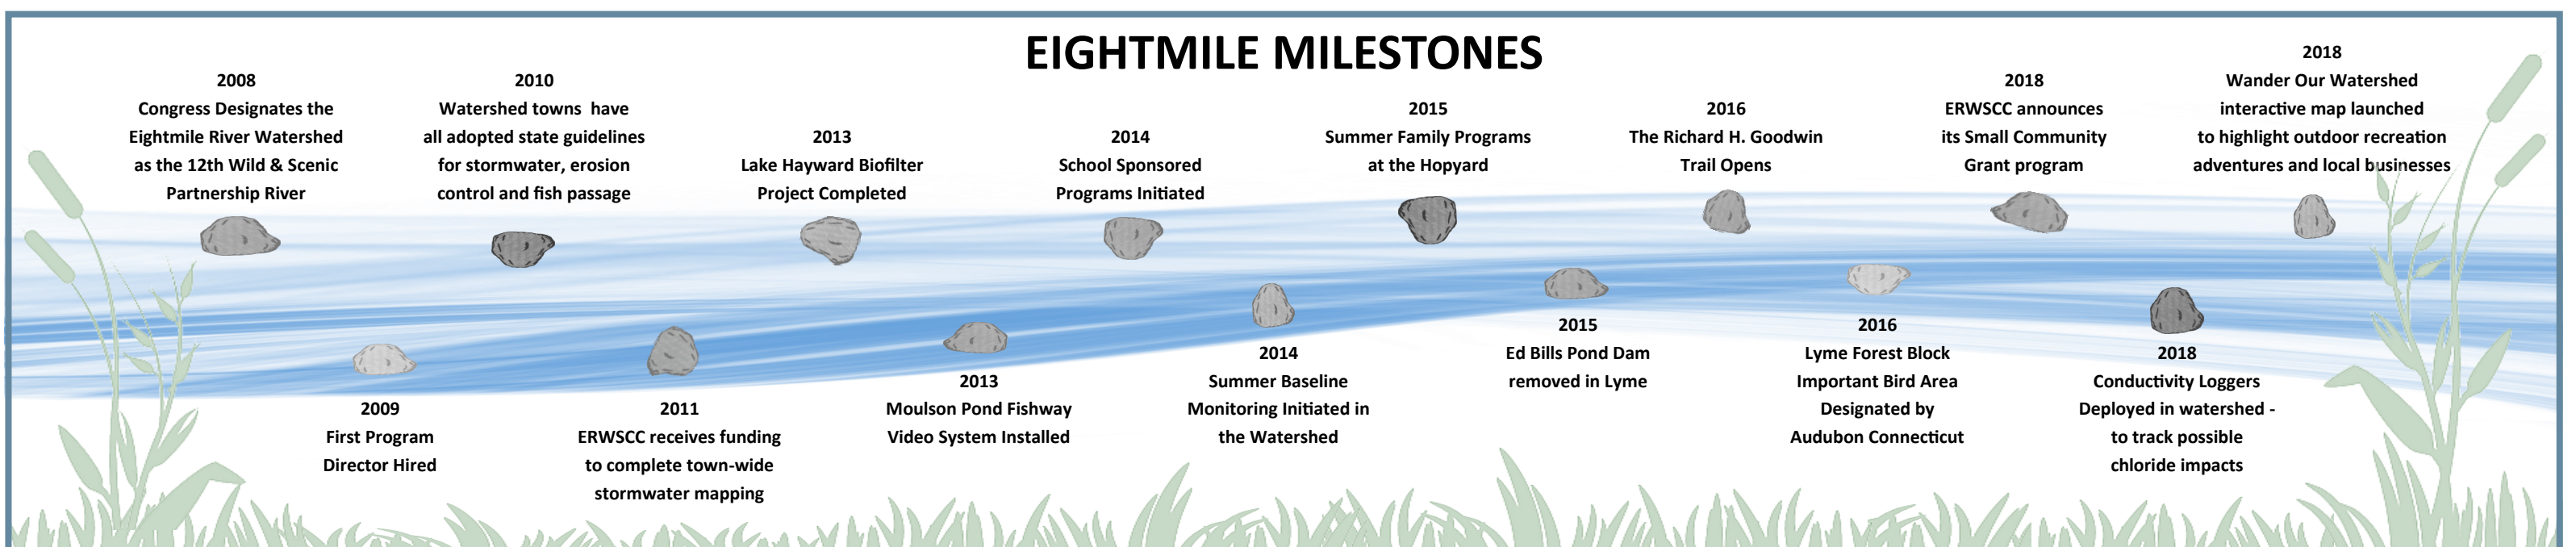 EIGHTMILE MILESTONES
2008
Congress Designates the
Eightmile River Watershed
as the 12th Wild & Scenic
Partnership River
2009
First Program
Director Hired
2010
Watershed towns have
all adopted state guidelines
for stormwater, erosion
control and fish passage
2011
ERWSCC receives funding
to complete town-wide
stormwater mapping
2013
Lake Hayward Biofilter
Project Completed
2013
Moulson Pond Fishway
Video System Installed
2014
School Sponsored
Programs Initiated
2014
Summer Baseline
Monitoring Initiated in
the Watershed
2015
Summer Family Programs
at the Hopyard
2015
Ed Bills Pond Dam
removed in Lyme
2016
The Richard H. Goodwin
Trail Opens
2016
Lyme Forest Block
Important Bird Area
Designated by
Audubon Connecticut
2018
ERWSCC announces
its Small Community
Grant program
2018
Conductivity Loggers
Deployed in watershed -
to track possible
chloride impacts
2018
Wander Our Watershed
interactive map launched
to highlight outdoor recreation
adventures and local businesses